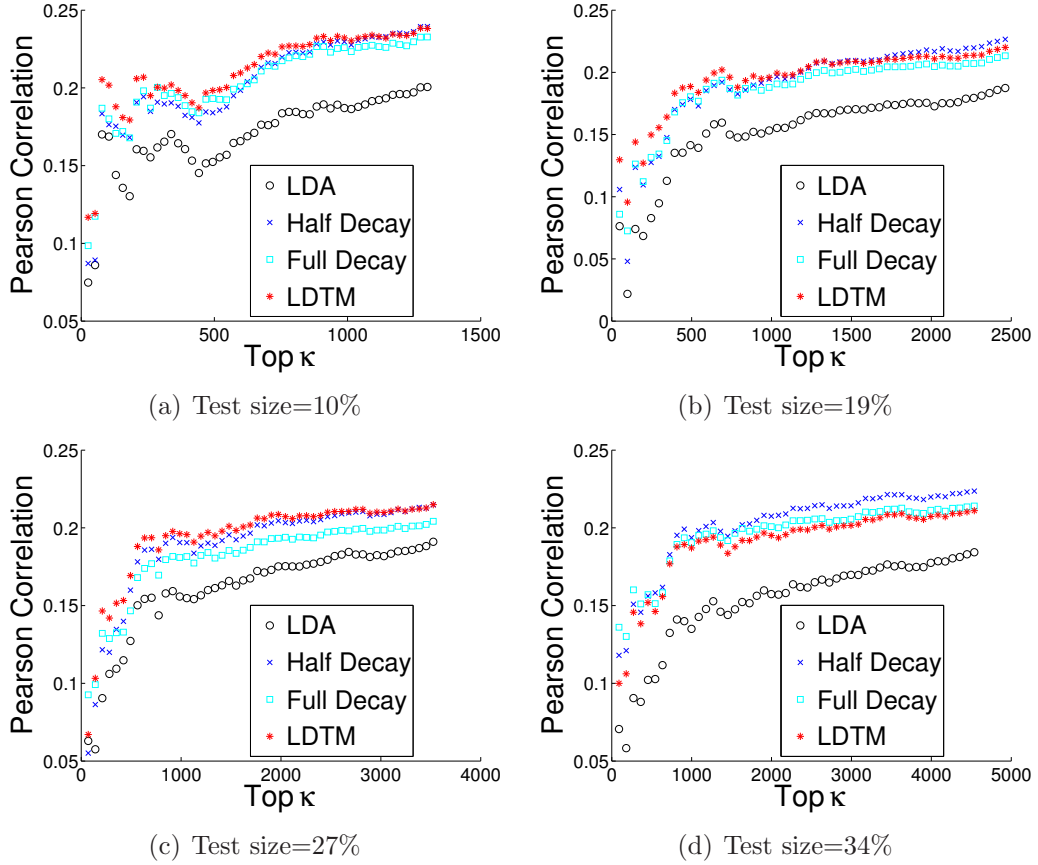 0.25
0.2
0.15
0.1
0.05
0
500
1000
1500
Pearson Correlation
Top κ
LDA
Half Decay
Full Decay
LDTM
(a) Test size=10%
0.25
0.2
0.15
0.1
0.05
0
0
500
1000
1500
2000
2500
Pearson Correlation
Top κ
LDA
Half Decay
Full Decay
LDTM
(b) Test size=19%
0.25
0.2
0.15
0.1
0.05
0
1000
2000
3000
4000
Pearson Correlation
Top κ
LDA
Half Decay
Full Decay
LDTM
(c) Test size=27%
0.25
0.2
0.15
0.1
0.05
0
1000
2000
3000
4000
5000
Pearson Correlation
Top κ
LDA
Half Decay
Full Decay
LDTM
(d) Test size=34%